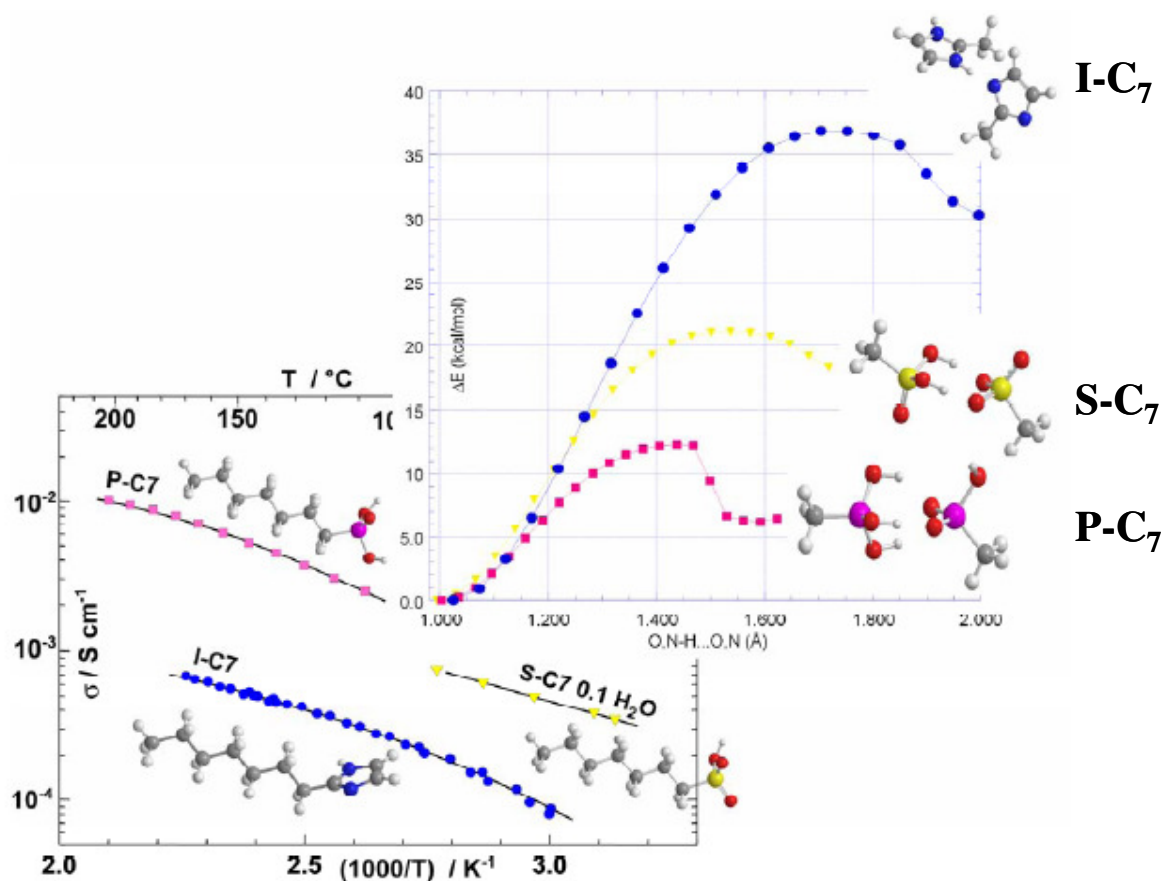 I-C7
40
35
30
25
20
15
10
5.0
0.0
ΔE (kcal/mol)
1.000
1.200
1.400
1.600
1.800
2.000
O,N-H...O,N (Å)
S-C7
P-C7
T / °C
200
150
10
P-C7
10-2
10-3
10-4
σ / S cm-1
I-C7
S-C7 0.1 H2O
2.0
2.5
3.0
(1000/T) / K-1